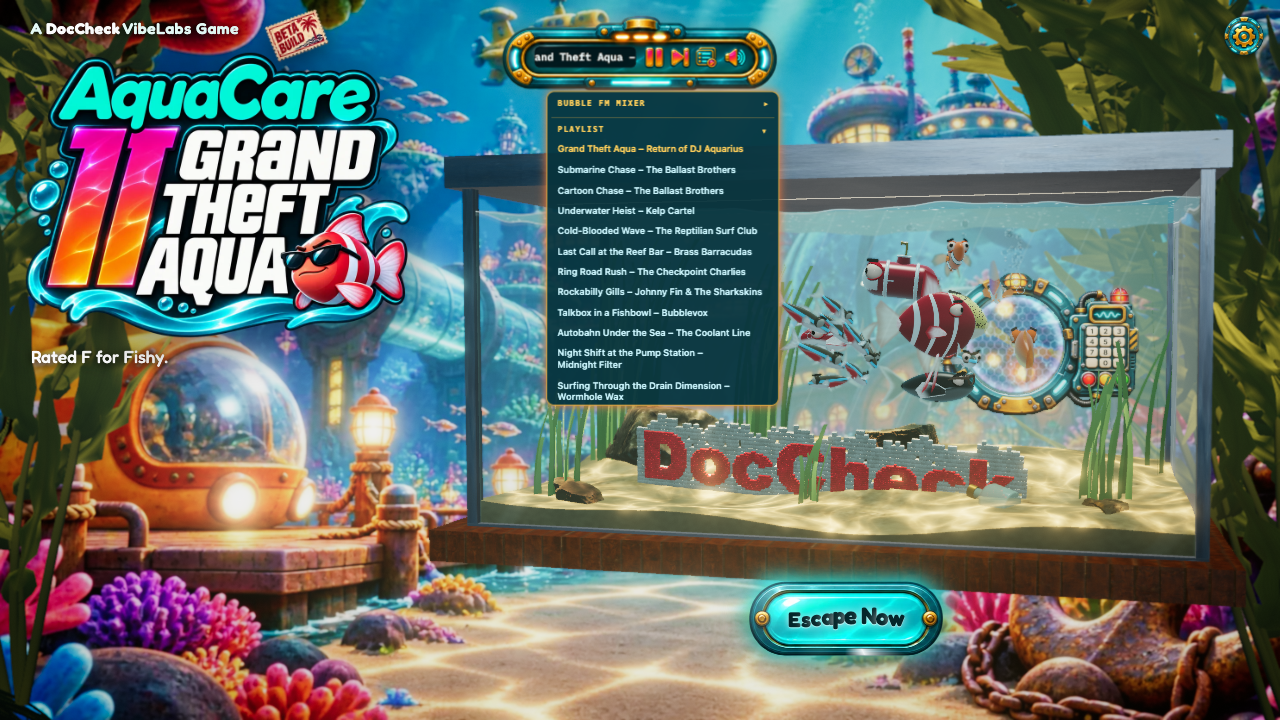 A DocCheck VibeLabs Game
BETA
BUILD
AquaCare
11 GRAND
THEFT
AQUA
Rated F for Fishy.
and Theft Aqua –
BUBBLE FM MIXER
PLAYLIST
Grand Theft Aqua – Return of DJ Aquarius
Submarine Chase – The Ballast Brothers
Cartoon Chase – The Ballast Brothers
Underwater Heist – Kelp Cartel
Cold-Blooded Wave – The Reptilian Surf Club
Last Call at the Reef Bar – Brass Barracudas
Ring Road Rush – The Checkpoint Charlies
Rockabilly Gills – Johnny Fin & The Sharkskins
Talkbox in a Fishbowl – Bubblevox
Autobahn Under the Sea – The Coolant Line
Night Shift at the Pump Station –
Midnight Filter
Surfing Through the Drain Dimension –
Wormhole Wax
DocCheck
Escape Now